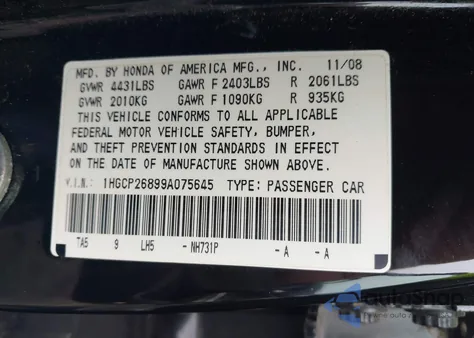 MFD. BY HONDA OF AMERICA MFG., INC. 11/08
GVWR 4431LBS GAWR F 2403LBS R 2061LBS
GVWR 2010KG GAWR F 1090KG R 935KG
THIS VEHICLE CONFORMS TO ALL APPLICABLE
FEDERAL MOTOR VEHICLE SAFETY, BUMPER,
AND THEFT PREVENTION STANDARDS IN EFFECT
ON THE DATE OF MANUFACTURE SHOWN ABOVE.
V.I.N.: 1HGCP26899A075645 TYPE: PASSENGER CAR
TA5 9 LH5 -NH731P -A -A
AutoShop